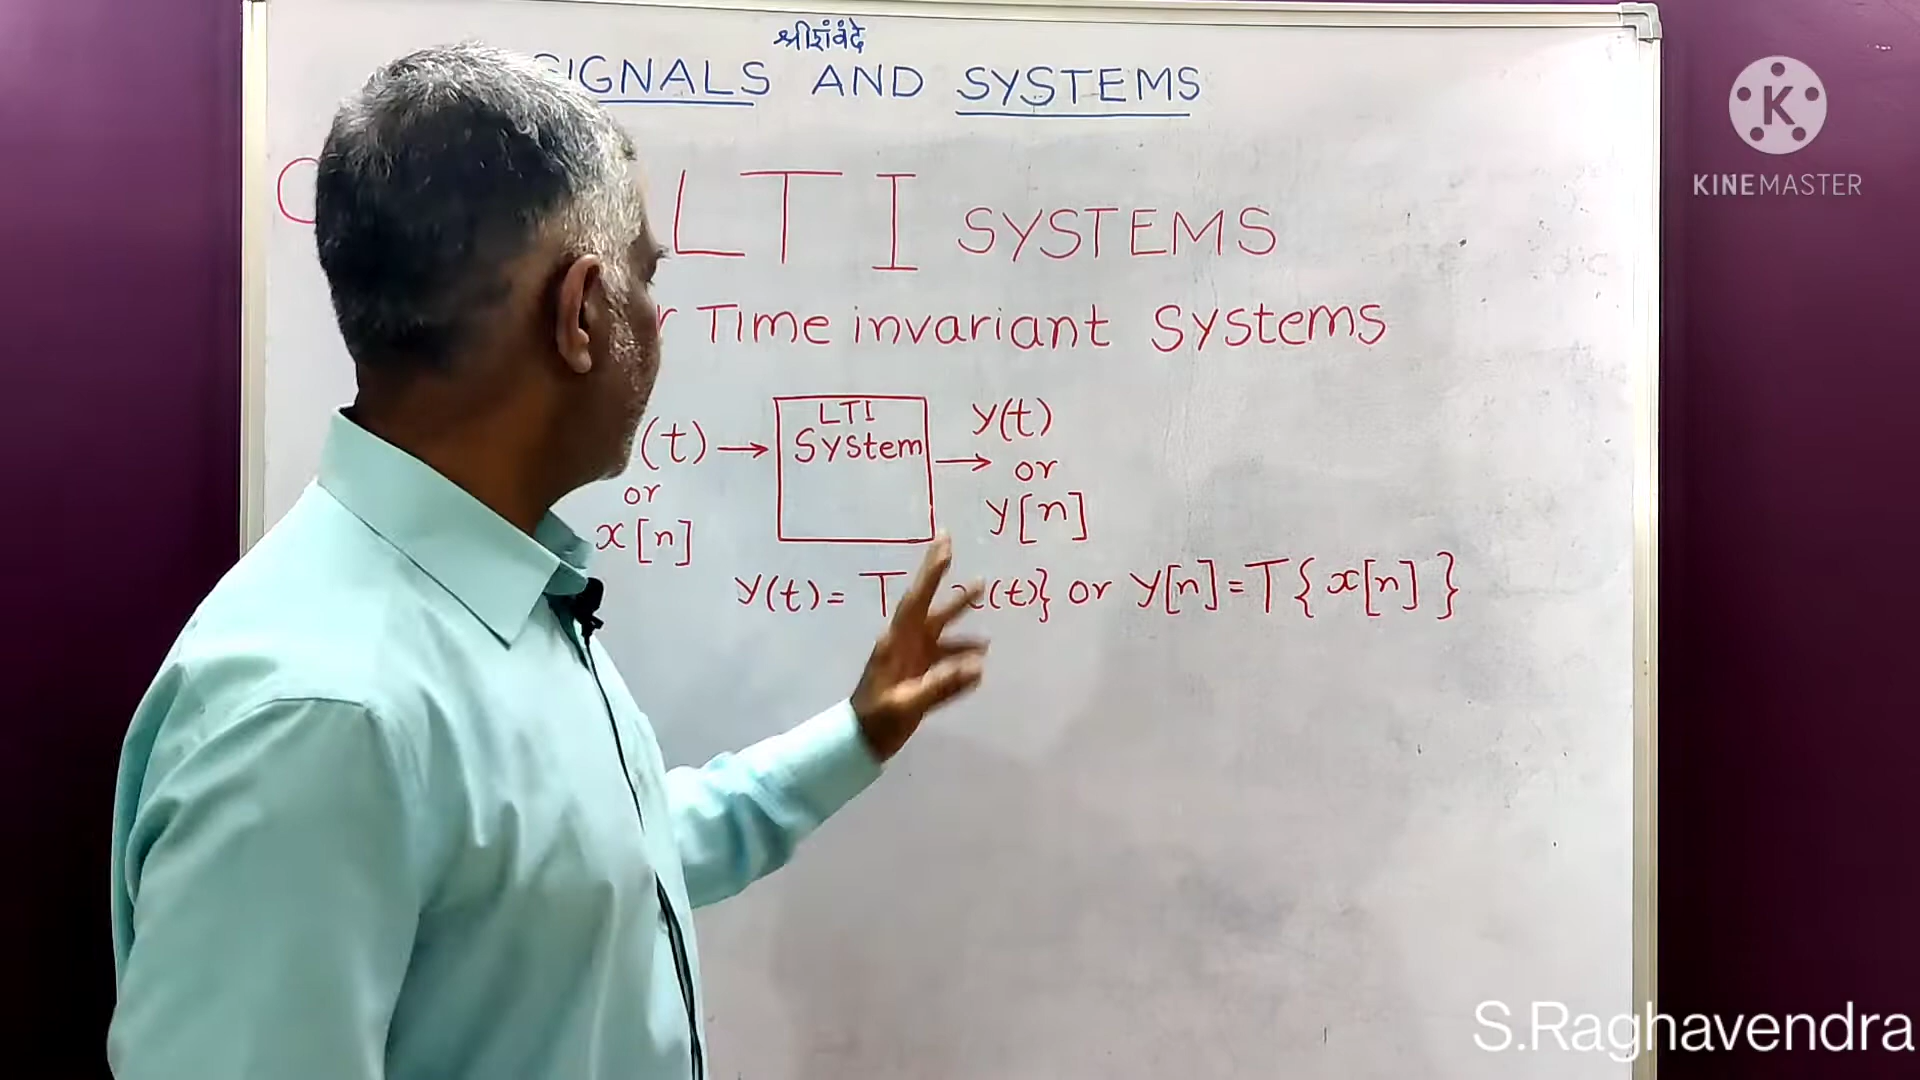 श्रीशंवंदे
SIGNALS AND SYSTEMS
LTI SYSTEMS
Time invariant Systems
(t) → LTI System → y(t)
or or
x[n] y[n]
y(t) = T x(t)} or y[n] = T{x[n]}
KINEMASTER
S.Raghavendra